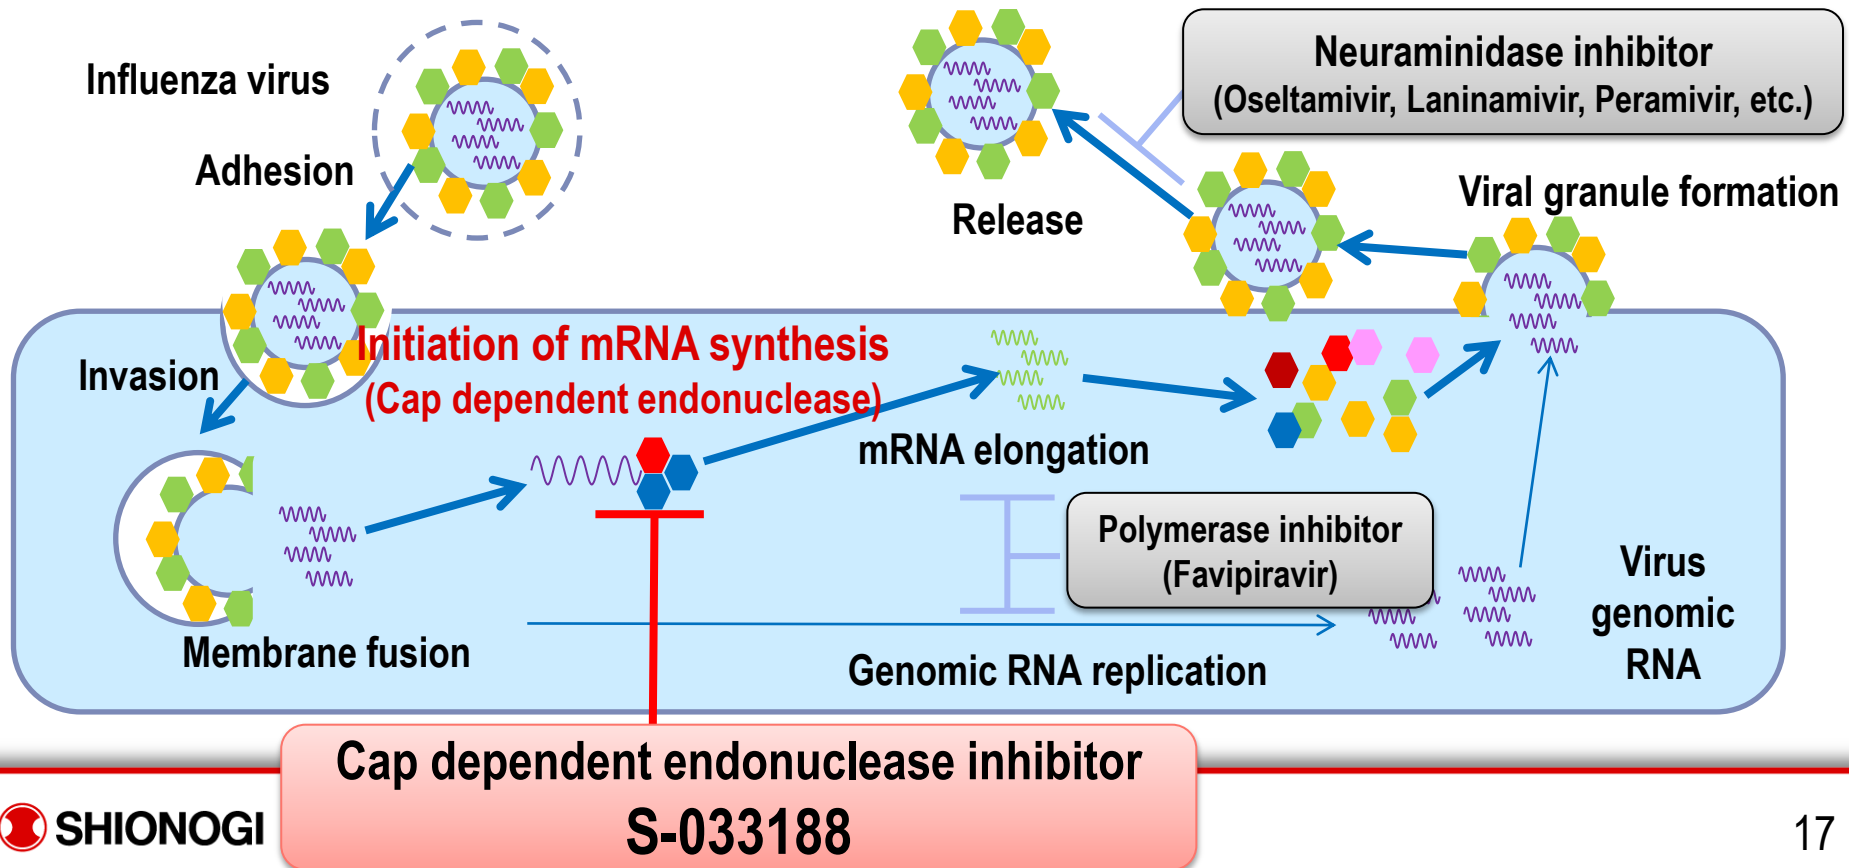 Influenza virus
Adhesion
Invasion
Membrane fusion
Initiation of mRNA synthesis
(Cap dependent endonuclease)
mRNA elongation
Genomic RNA replication
Polymerase inhibitor
(Favipiravir)
Virus
genomic
RNA
Viral granule formation
Release
Neuraminidase inhibitor
(Oseltamivir, Laninamivir, Peramivir, etc.)
Cap dependent endonuclease inhibitor
S-033188
SHIONOGI
17